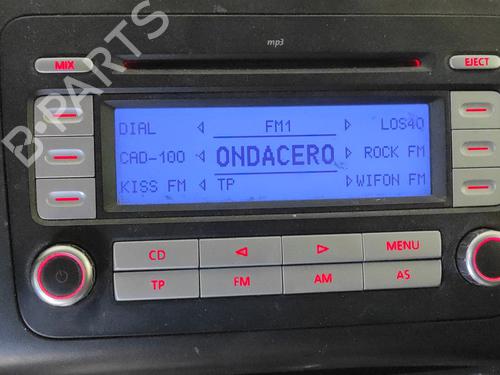 mp3
MIX
EJECT
DIAL
FM1
LOS40
CAD-100
ONDACERO
ROCK FM
KISS FM
TP
WIFON FM
CD
MENU
TP
FM
AM
AS
B-PARTS